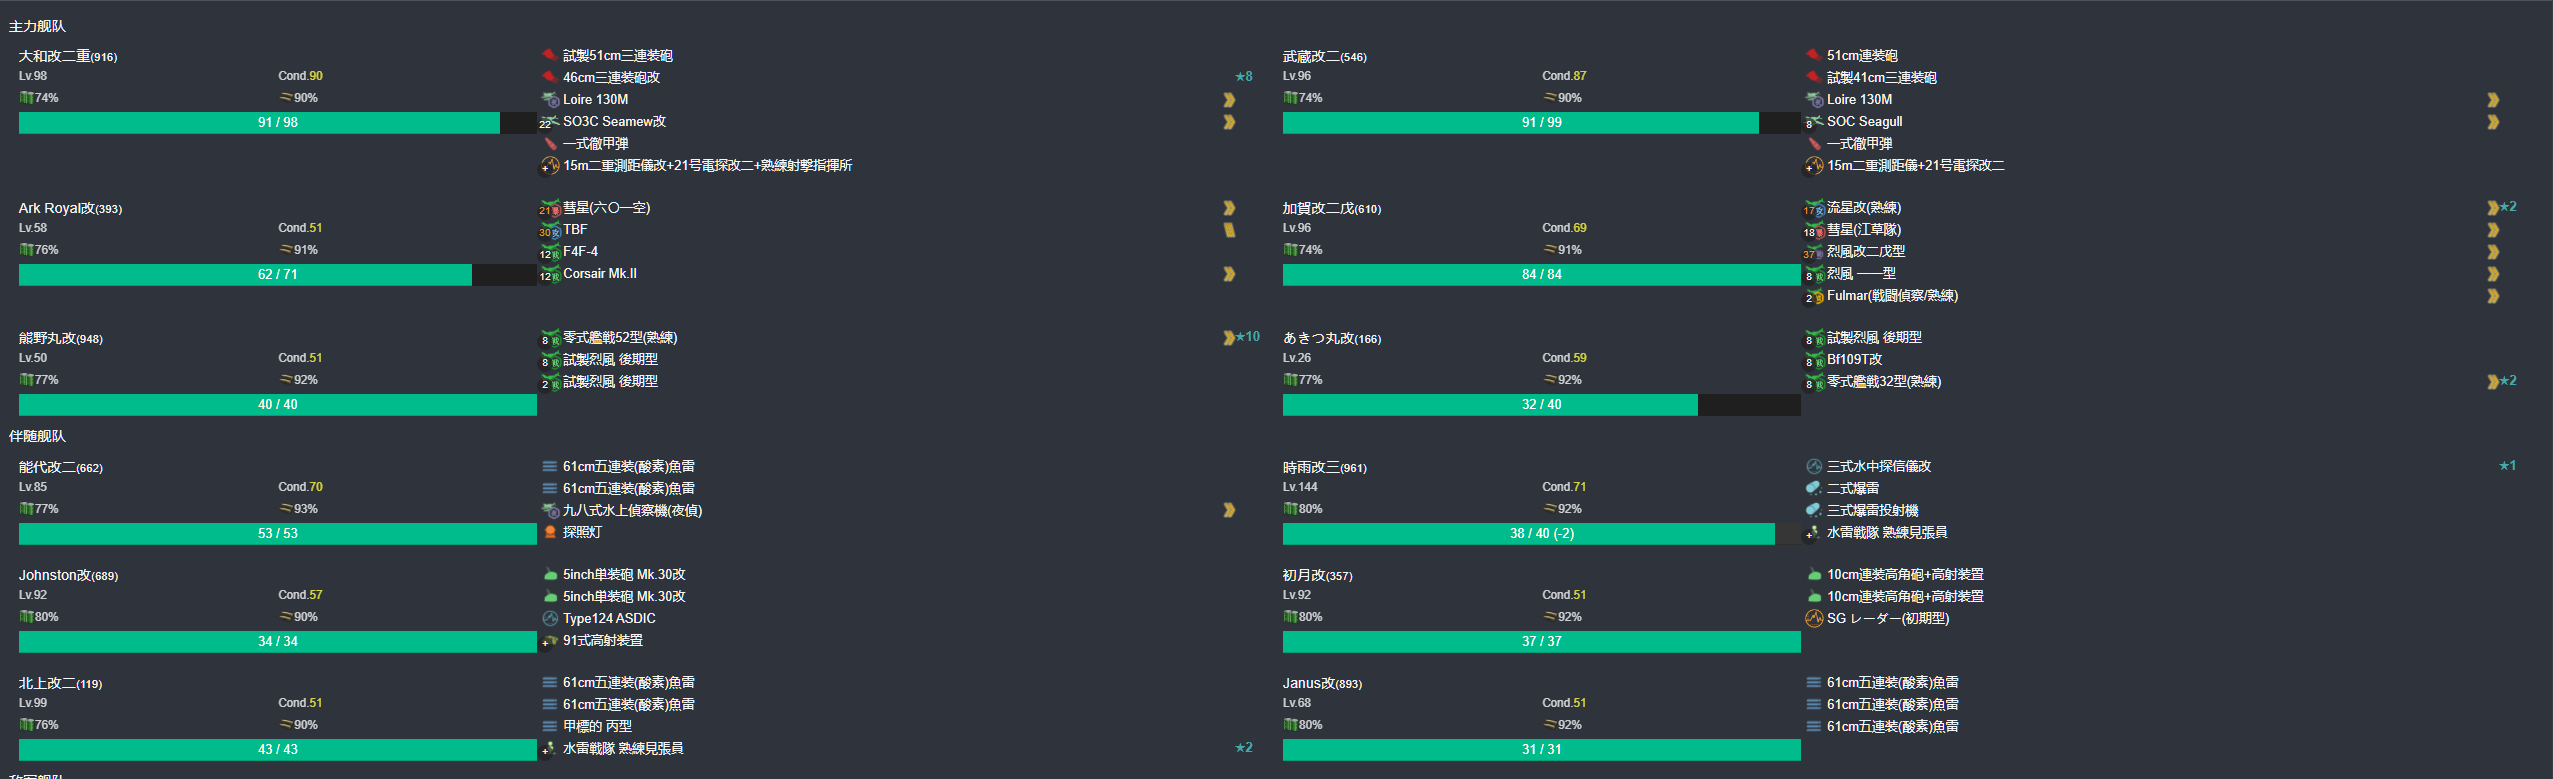 主力舰队
大和改二重(916)
Lv.98 Cond.90
74% 90%
91 / 98
試製51cm三連装砲
46cm三連装砲改 ★8
Loire 130M
22 SO3C Seamew改
一式徹甲弾
15m二重測距儀改+21号電探改二+熟練射撃指揮所
武蔵改二(546)
Lv.96 Cond.87
74% 90%
91 / 99
51cm連装砲
試製41cm三連装砲
Loire 130M
8 SOC Seagull
一式徹甲弾
15m二重測距儀+21号電探改二
Ark Royal改(393)
Lv.58 Cond.51
76% 91%
62 / 71
21 彗星(六〇一空)
30 TBF
12 F4F-4
12 Corsair Mk.II
加賀改二戊(610)
Lv.96 Cond.69
74% 91%
84 / 84
17 流星改(熟練) ★2
18 彗星(江草隊)
37 烈風改二戊型
8 烈風 一一型
2 Fulmar(戦闘偵察/熟練)
熊野丸改(948)
Lv.50 Cond.51
77% 92%
40 / 40
8 零式艦戦52型(熟練) ★10
8 試製烈風 後期型
2 試製烈風 後期型
あきつ丸改(166)
Lv.26 Cond.59
77% 92%
32 / 40
8 試製烈風 後期型
8 Bf109T改
8 零式艦戦32型(熟練) ★2
伴随舰队
能代改二(662)
Lv.85 Cond.70
77% 93%
53 / 53
61cm五連装(酸素)魚雷
61cm五連装(酸素)魚雷
九八式水上偵察機(夜偵)
探照灯
時雨改三(961)
Lv.144 Cond.71
80% 92%
38 / 40 (-2)
三式水中探信儀改 ★1
二式爆雷
三式爆雷投射機
水雷戦隊 熟練見張員
Johnston改(689)
Lv.92 Cond.57
80% 90%
34 / 34
5inch単装砲 Mk.30改
5inch単装砲 Mk.30改
Type124 ASDIC
91式高射装置
初月改(357)
Lv.92 Cond.51
80% 92%
37 / 37
10cm連装高角砲+高射装置
10cm連装高角砲+高射装置
SG レーダー(初期型)
北上改二(119)
Lv.99 Cond.51
76% 90%
43 / 43
61cm五連装(酸素)魚雷
61cm五連装(酸素)魚雷
甲標的 丙型
水雷戦隊 熟練見張員 ★2
Janus改(893)
Lv.68 Cond.51
80% 92%
31 / 31
61cm五連装(酸素)魚雷
61cm五連装(酸素)魚雷
61cm五連装(酸素)魚雷